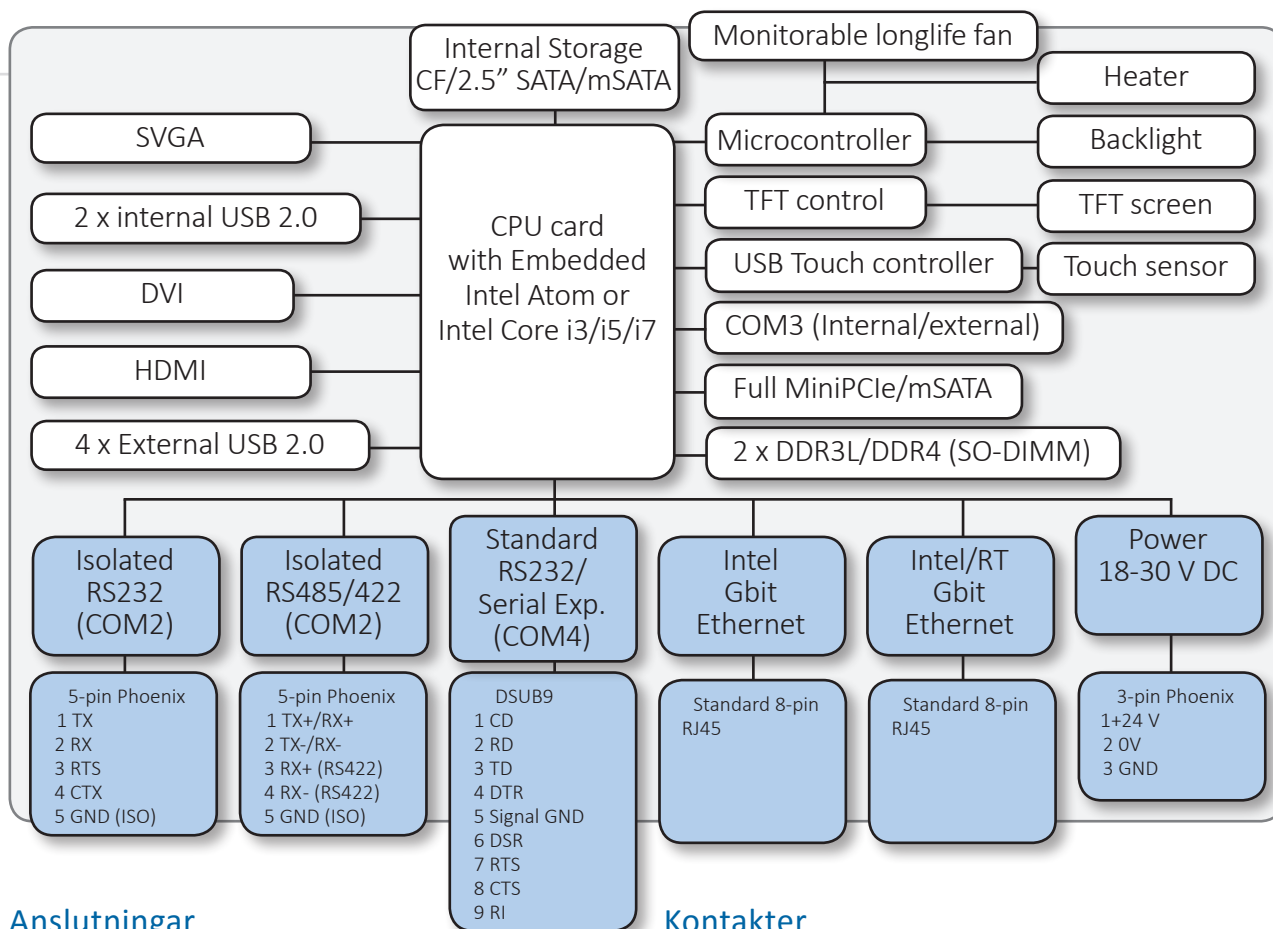 Internal Storage
CF/2.5” SATA/mSATA
Monitorable longlife fan
Heater
SVGA
Microcontroller
Backlight
2 x internal USB 2.0
TFT control
TFT screen
CPU card
with Embedded
Intel Atom or
Intel Core i3/i5/i7
USB Touch controller
Touch sensor
DVI
COM3 (Internal/external)
HDMI
Full MiniPCIe/mSATA
4 x External USB 2.0
2 x DDR3L/DDR4 (SO-DIMM)
Isolated
RS232
(COM2)
Isolated
RS485/422
(COM2)
Standard
RS232/
Serial Exp.
(COM4)
Intel
Gbit
Ethernet
Intel/RT
Gbit
Ethernet
Power
18-30 V DC
5-pin Phoenix
1 TX
2 RX
3 RTS
4 CTX
5 GND (ISO)
5-pin Phoenix
1 TX+/RX+
2 TX-/RX-
3 RX+ (RS422)
4 RX- (RS422)
5 GND (ISO)
DSUB9
1 CD
2 RD
3 TD
4 DTR
5 Signal GND
6 DSR
7 RTS
8 CTS
9 RI
Standard 8-pin
RJ45
Standard 8-pin
RJ45
3-pin Phoenix
1+24 V
2 0V
3 GND
Anslutningar
Kontakter